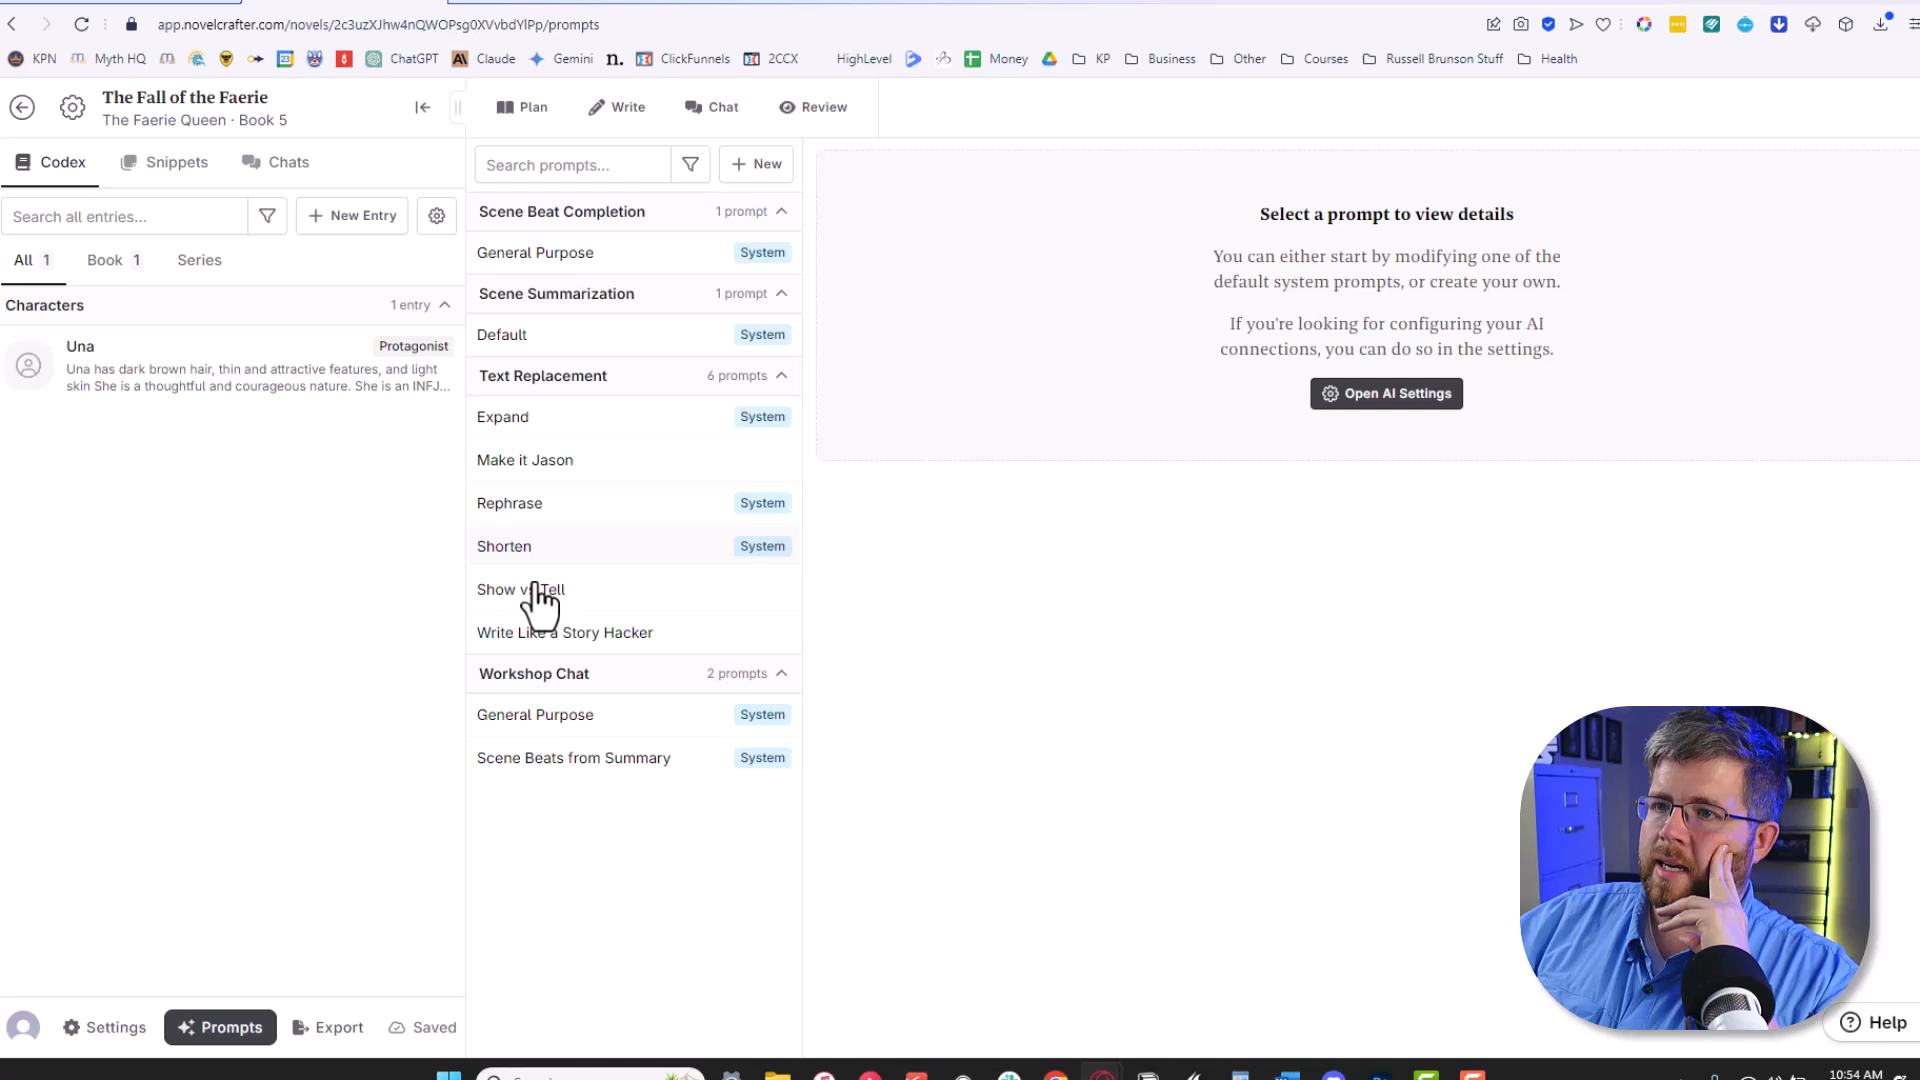 app.novelcrafter.com/novels/2c3uzXJhw4nQWOPsg0XVvbdYlPp/prompts
KPN
Myth HQ
23
ChatGPT
Claude
Gemini
n.
ClickFunnels
2CCX
HighLevel
Money
KP
Business
Other
Courses
Russell Brunson Stuff
Health
The Fall of the Faerie
The Faerie Queen · Book 5
Plan
Write
Chat
Review
Codex
Snippets
Chats
Search all entries...
New Entry
All 1
Book 1
Series
Characters
1 entry
Una
Protagonist
Una has dark brown hair, thin and attractive features, and light
skin She is a thoughtful and courageous nature. She is an INFJ...
Settings
Prompts
Export
Saved
Search prompts...
New
Scene Beat Completion
1 prompt
General Purpose
System
Scene Summarization
1 prompt
Default
System
Text Replacement
6 prompts
Expand
System
Make it Jason
Rephrase
System
Shorten
System
Show vs Tell
Write Like a Story Hacker
Workshop Chat
2 prompts
General Purpose
System
Scene Beats from Summary
System
Select a prompt to view details
You can either start by modifying one of the
default system prompts, or create your own.
If you're looking for configuring your AI
connections, you can do so in the settings.
Open AI Settings
Help
10:54 AM